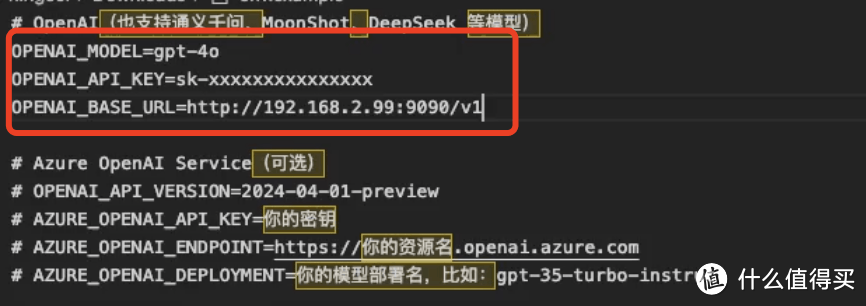 # OpenAI（也支持通义千问、MoonShot、DeepSeek 等模型）
OPENAI_MODEL=gpt-4o
OPENAI_API_KEY=sk-xxxxxxxxxxxxxxx
OPENAI_BASE_URL=http://192.168.2.99:9090/v1
# Azure OpenAI Service（可选）
# OPENAI_API_VERSION=2024-04-01-preview
# AZURE_OPENAI_API_KEY=你的密钥
# AZURE_OPENAI_ENDPOINT=https://你的资源名.openai.azure.com
# AZURE_OPENAI_DEPLOYMENT=你的模型部署名，比如：gpt-35-turbo-instru
值 什么值得买